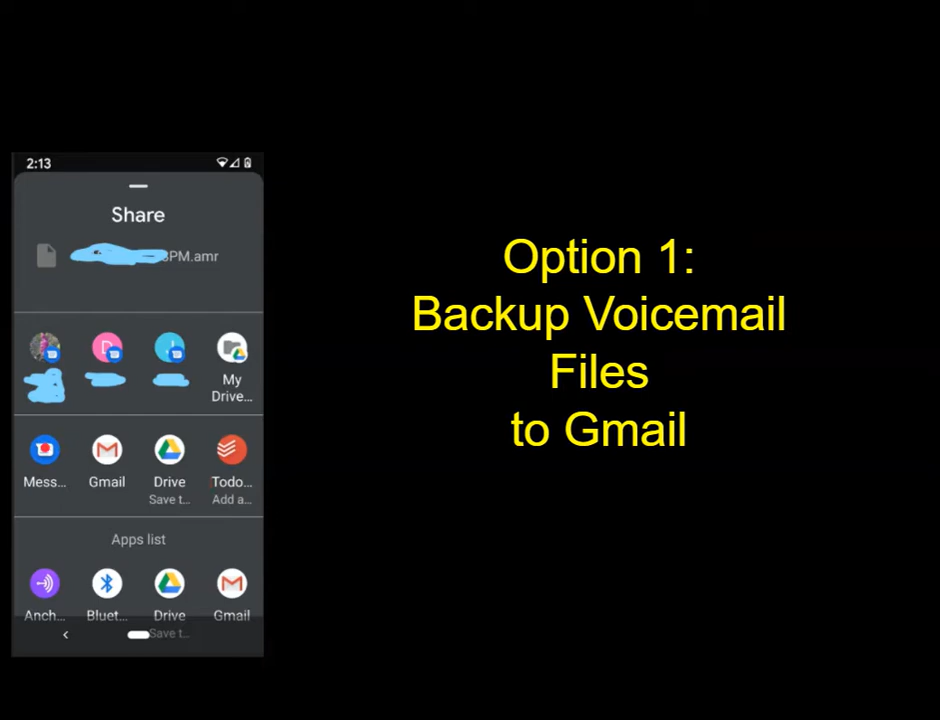 2:13
Share
PM.amr
My
Drive...
Mess...
Gmail
Drive
Todo...
Save t...
Add a...
Apps list
Anch...
Bluet...
Drive
Gmail
Save t...
Option 1:
Backup Voicemail
Files
to Gmail